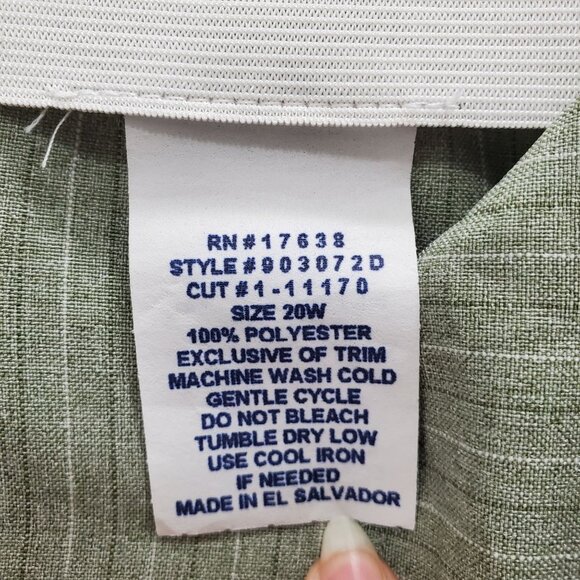 RN#17638
STYLE#903072D
CUT#1-11170
SIZE 20W
100% POLYESTER
EXCLUSIVE OF TRIM
MACHINE WASH COLD
GENTLE CYCLE
DO NOT BLEACH
TUMBLE DRY LOW
USE COOL IRON
IF NEEDED
MADE IN EL SALVADOR